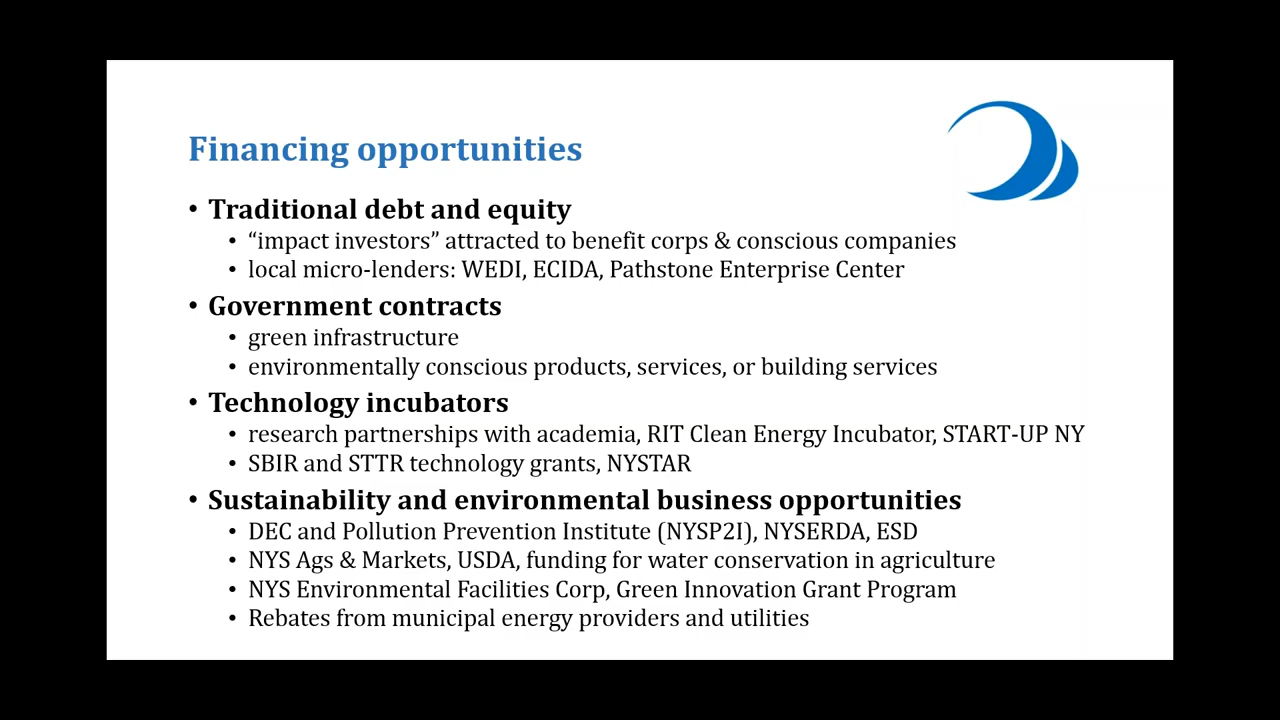 Financing opportunities
• Traditional debt and equity
• “impact investors” attracted to benefit corps & conscious companies
• local micro-lenders: WEDI, ECIDA, Pathstone Enterprise Center
• Government contracts
• green infrastructure
• environmentally conscious products, services, or building services
• Technology incubators
• research partnerships with academia, RIT Clean Energy Incubator, START-UP NY
• SBIR and STTR technology grants, NYSTAR
• Sustainability and environmental business opportunities
• DEC and Pollution Prevention Institute (NYSP2I), NYSERDA, ESD
• NYS Ags & Markets, USDA, funding for water conservation in agriculture
• NYS Environmental Facilities Corp, Green Innovation Grant Program
• Rebates from municipal energy providers and utilities